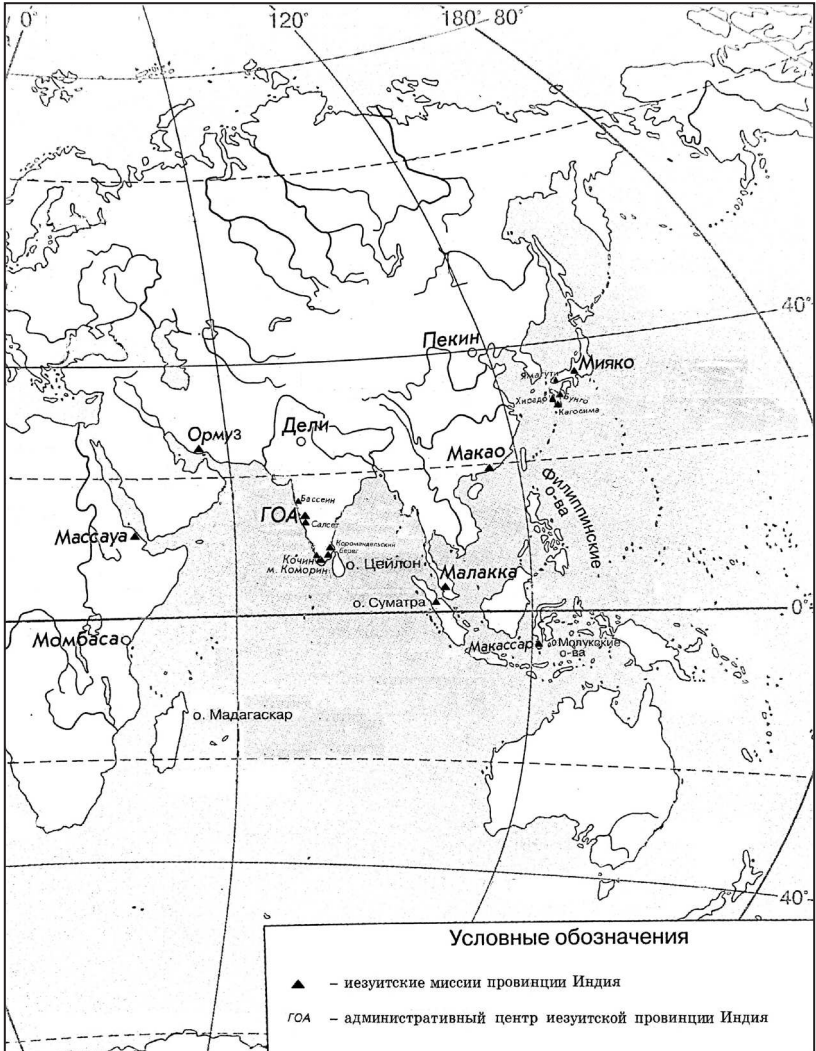 0°
120°
180°
80°
40°
Пекин
Мияко
Ямагути
Хирадо
Бунго
Кагосима
Ормуз
Дели
Макао
Бассеин
ГОА
Салсет
Филиппинские
о-ва
Массауа
Коромандельский
берег
Кочин
м. Коморин
о. Цейлон
Малакка
о. Суматра
0°
Момбаса
Макассар
Молуккские
о-ва
о. Мадагаскар
40°
Условные обозначения
– иезуитские миссии провинции Индия
ГОА – административный центр иезуитской провинции Индия